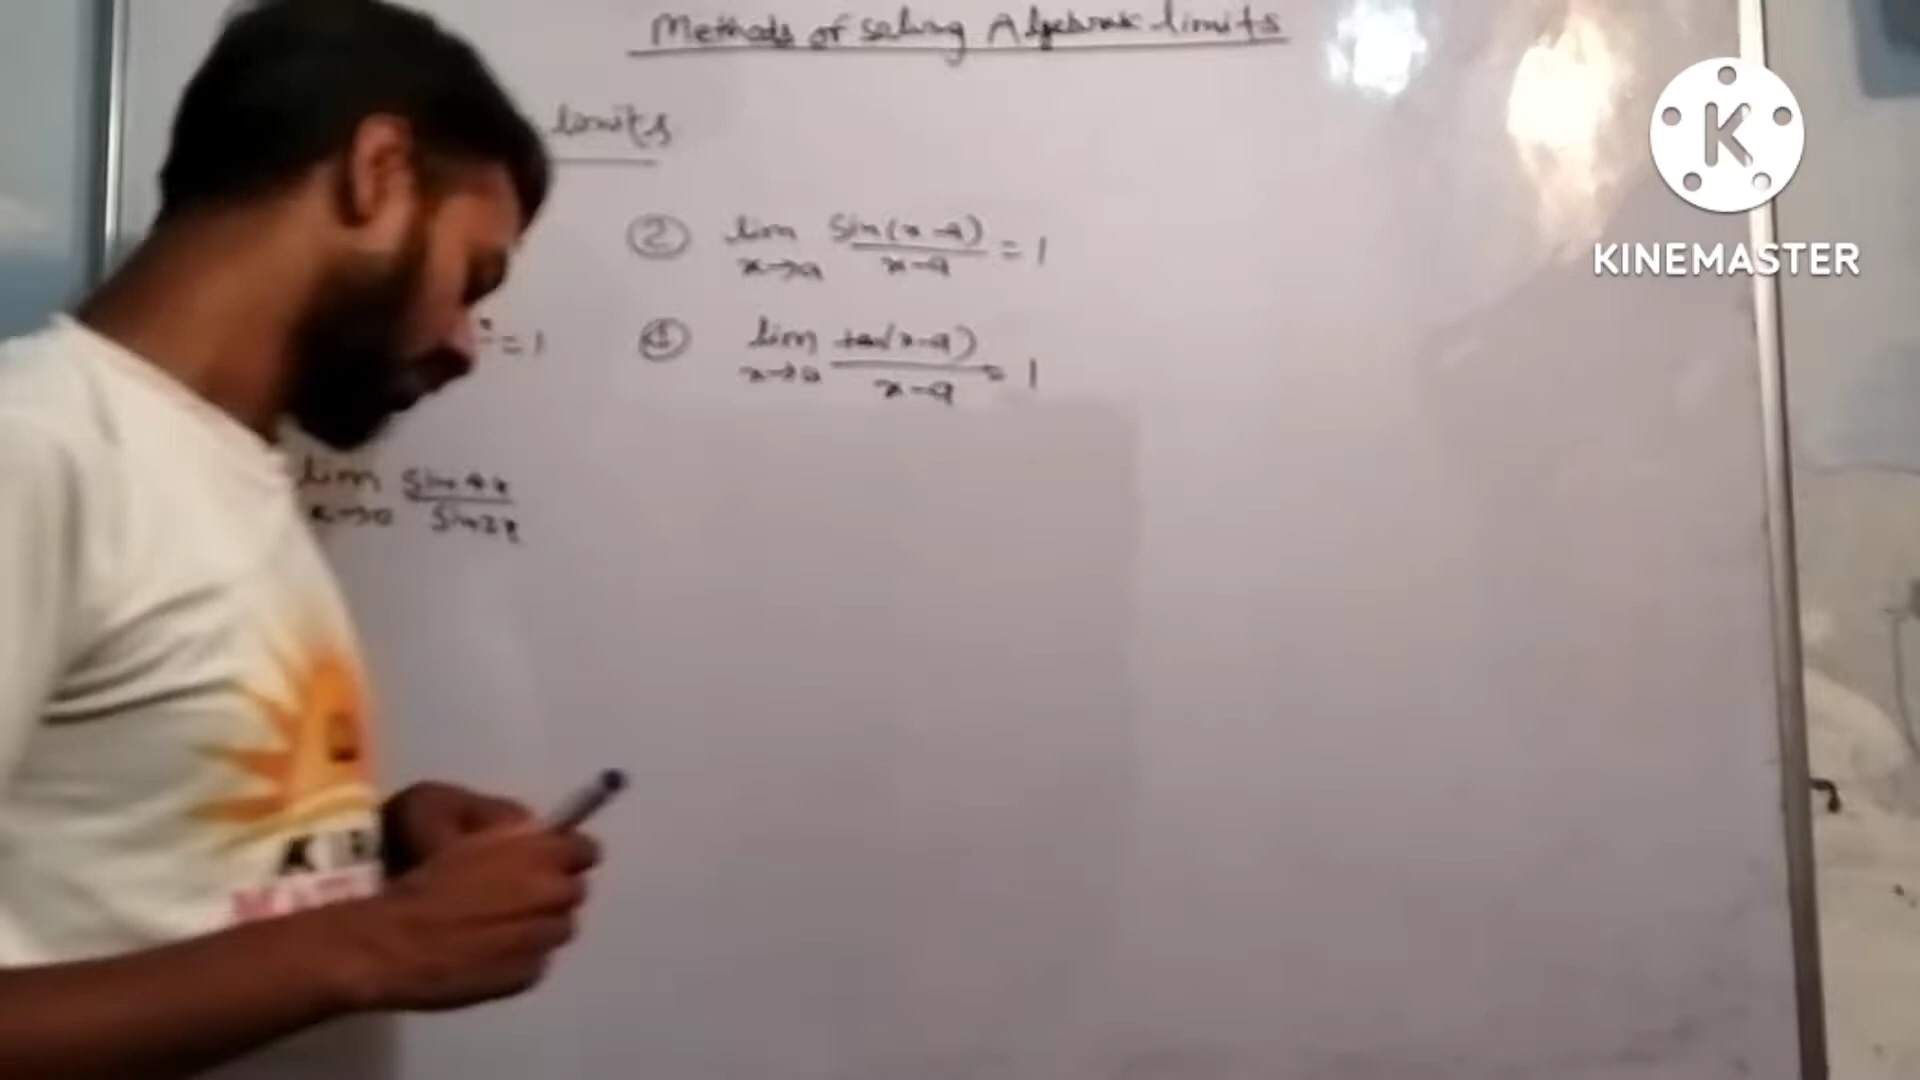 Methods of solving Algebraic limits
limits
② lim sin(x-a) = 1
x→a x-a
= 1 ④ lim tan(x-a) = 1
x→a x-a
lim sin4x
x→0 sin2x
K
KINEMASTER